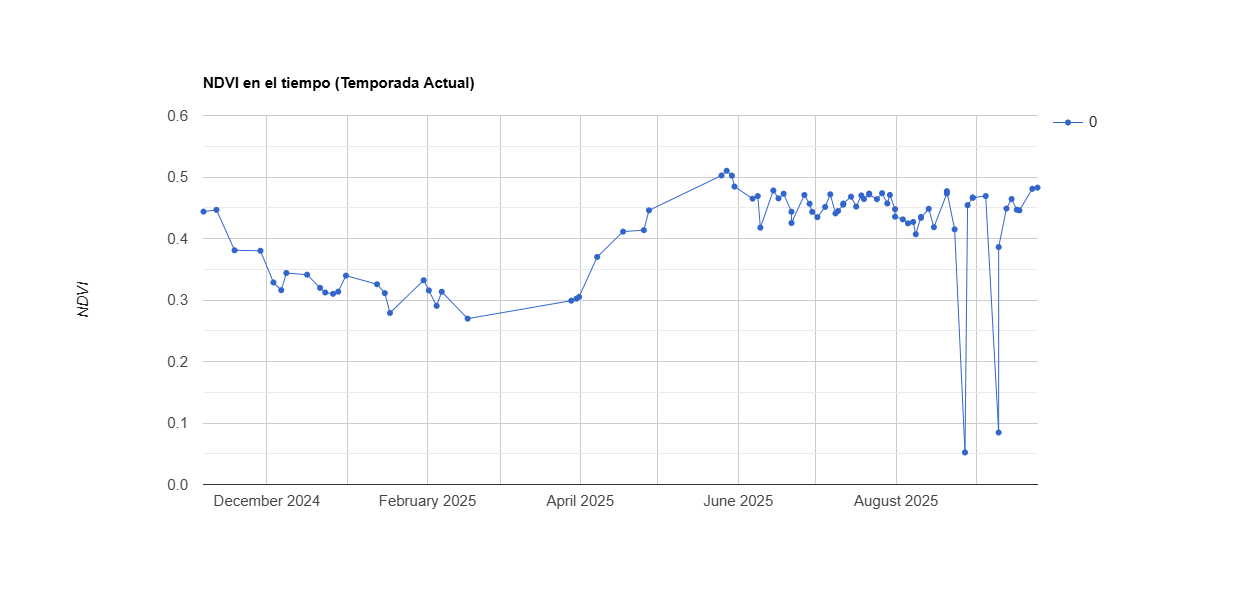 NDVI en el tiempo (Temporada Actual)
0.6
0.5
0.4
0.3
0.2
0.1
0.0
NDVI
December 2024
February 2025
April 2025
June 2025
August 2025
0